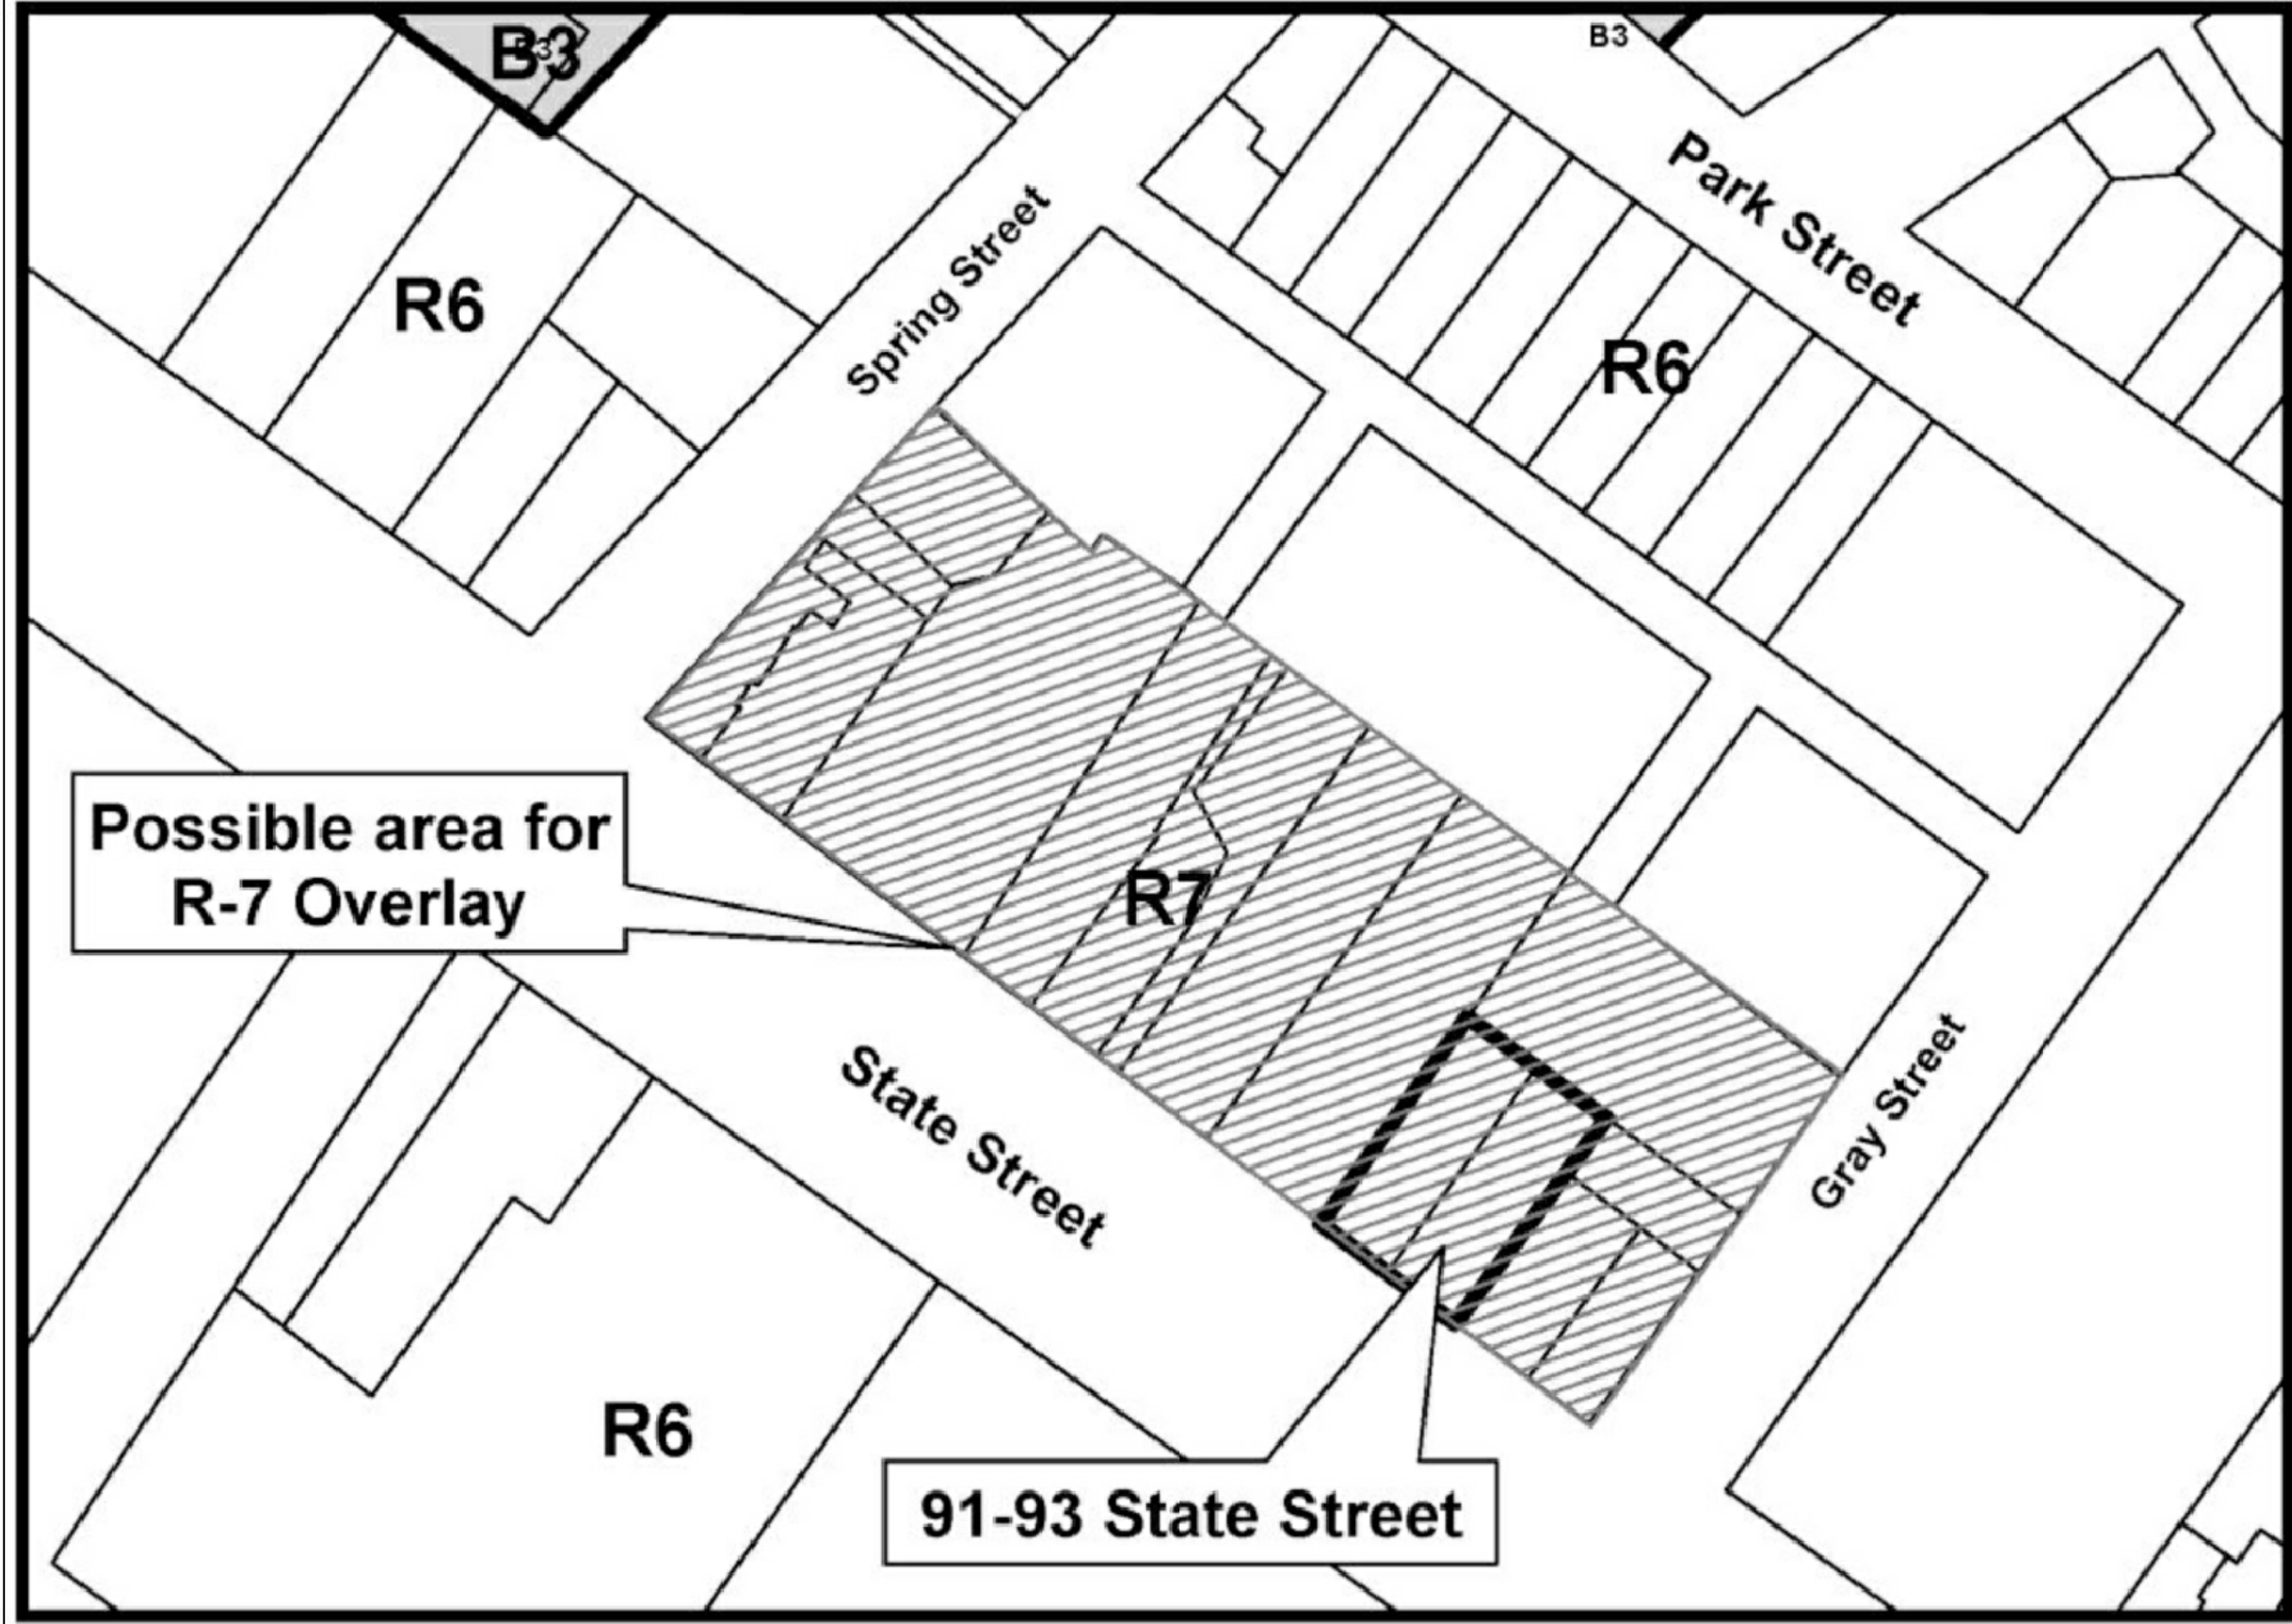 B3
B3
B3
Park Street
Spring Street
R6
R6
Possible area for
R-7 Overlay
R7
State Street
Gray Street
R6
91-93 State Street